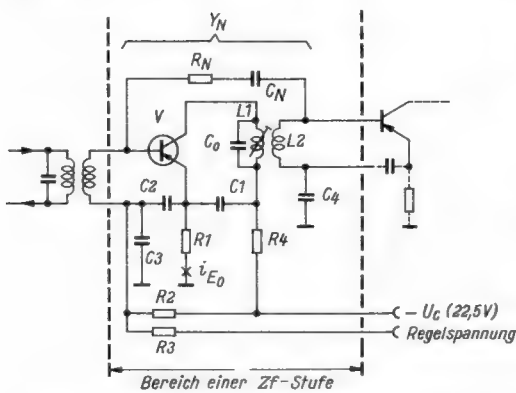 Y_N
R_N
C_N
V
L1
C_0
L2
C2
C1
C_4
C3
R1
R4
i_E0
R2
− U_C (22,5V)
R3
Regelspannung
Bereich einer Zf-Stufe